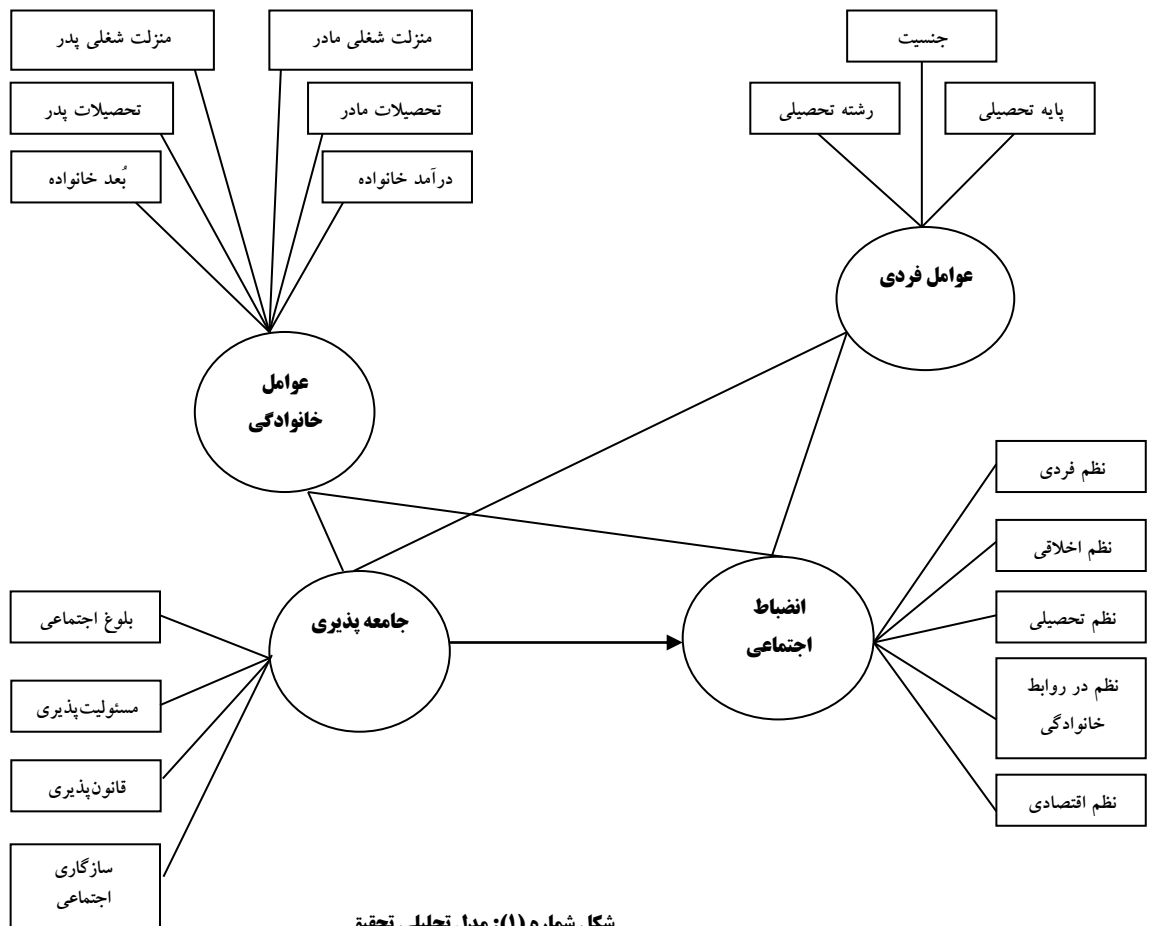 جنسیت
منزلت شغلی مادر
منزلت شغلی پدر
پایه تحصیلی
رشته تحصیلی
تحصیلات مادر
تحصیلات پدر
درآمد خانواده
بُعد خانواده
عوامل فردی
عوامل
خانوادگی
نظم فردی
نظم اخلاقی
نظم تحصیلی
نظم در روابط
خانوادگی
نظم اقتصادی
انضباط
اجتماعی
جامعه پذیری
بلوغ اجتماعی
مسئولیت‌پذیری
قانون‌پذیری
سازگاری
اجتماعی
شکل شماره (۱): مدل تحلیلی تحقیق